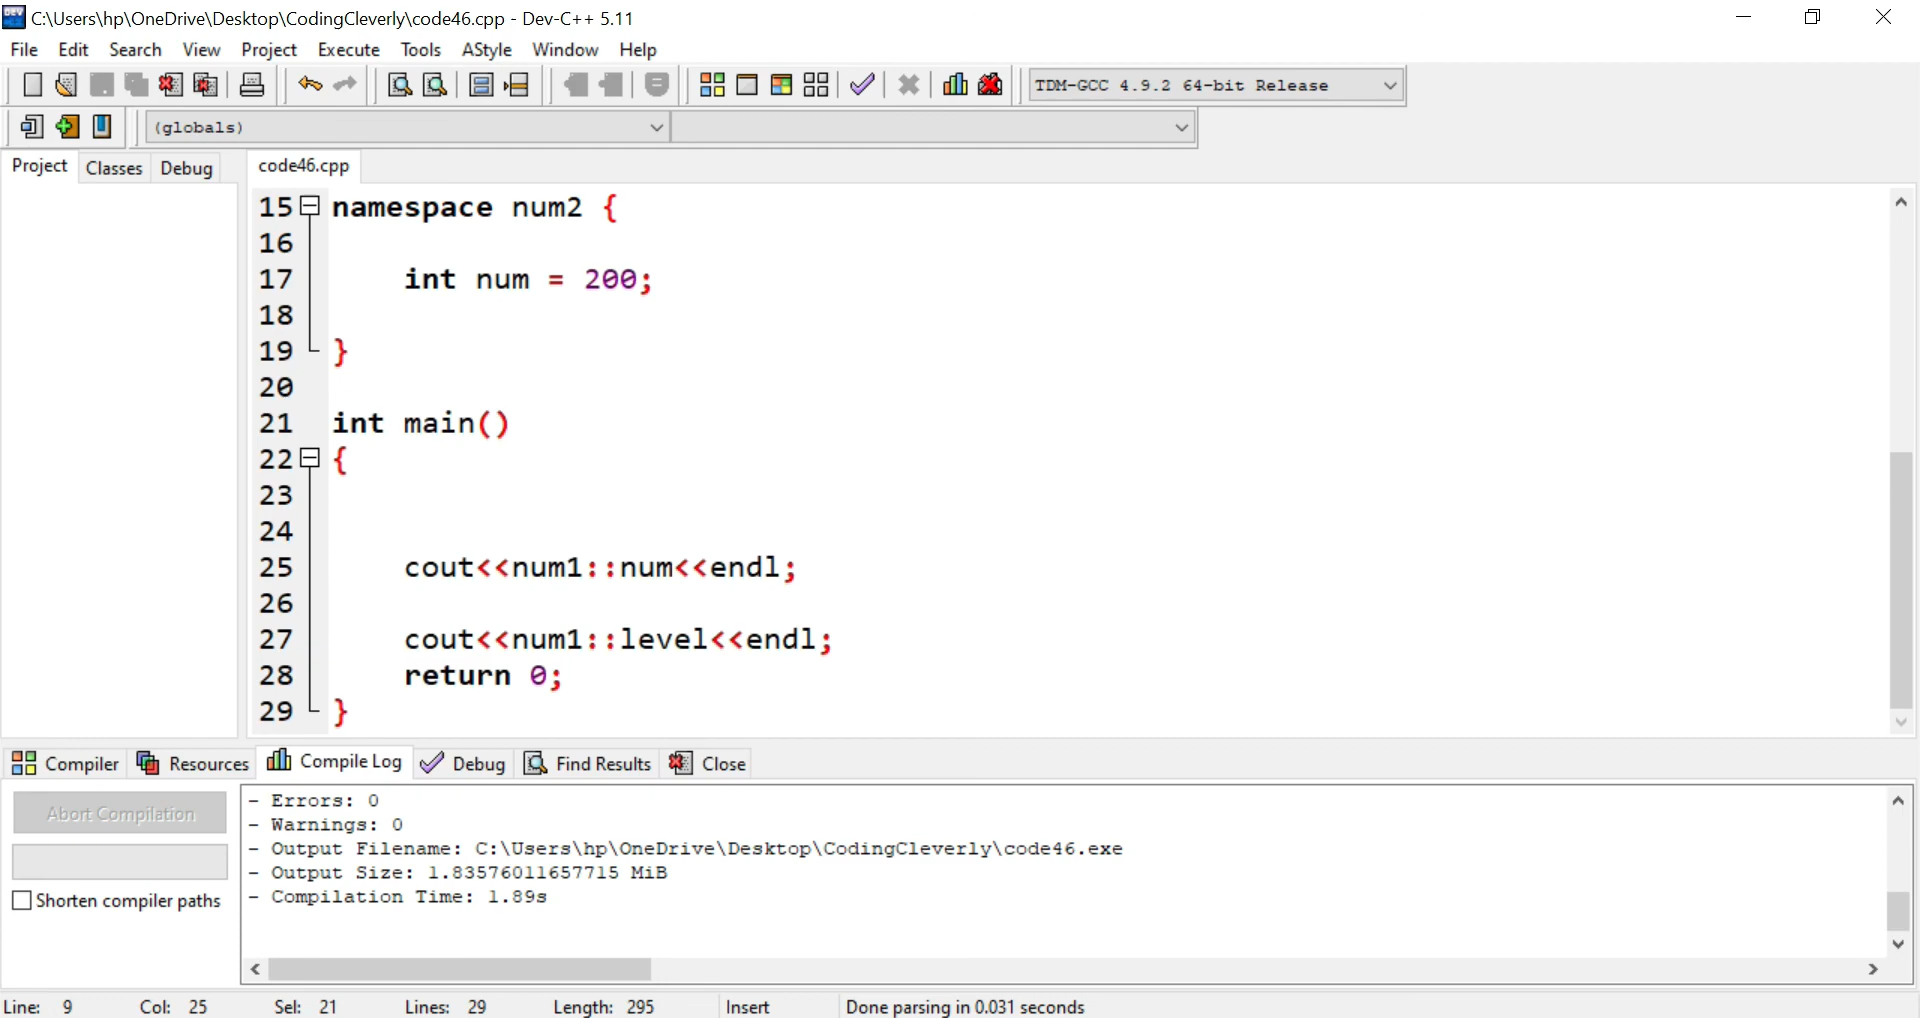 C:\Users\hp\OneDrive\Desktop\CodingCleverly\code46.cpp - Dev-C++ 5.11
File Edit Search View Project Execute Tools AStyle Window Help
TDM-GCC 4.9.2 64-bit Release
(globals)
Project Classes Debug
code46.cpp
15 namespace num2 {
16
17 int num = 200;
18
19 }
20
21 int main()
22 {
23
24
25 cout<<num1::num<<endl;
26
27 cout<<num1::level<<endl;
28 return 0;
29 }
Compiler Resources Compile Log Debug Find Results Close
Abort Compilation
Shorten compiler paths
- Errors: 0
- Warnings: 0
- Output Filename: C:\Users\hp\OneDrive\Desktop\CodingCleverly\code46.exe
- Output Size: 1.83576011657715 MiB
- Compilation Time: 1.89s
Line: 9 Col: 25 Sel: 21 Lines: 29 Length: 295 Insert Done parsing in 0.031 seconds